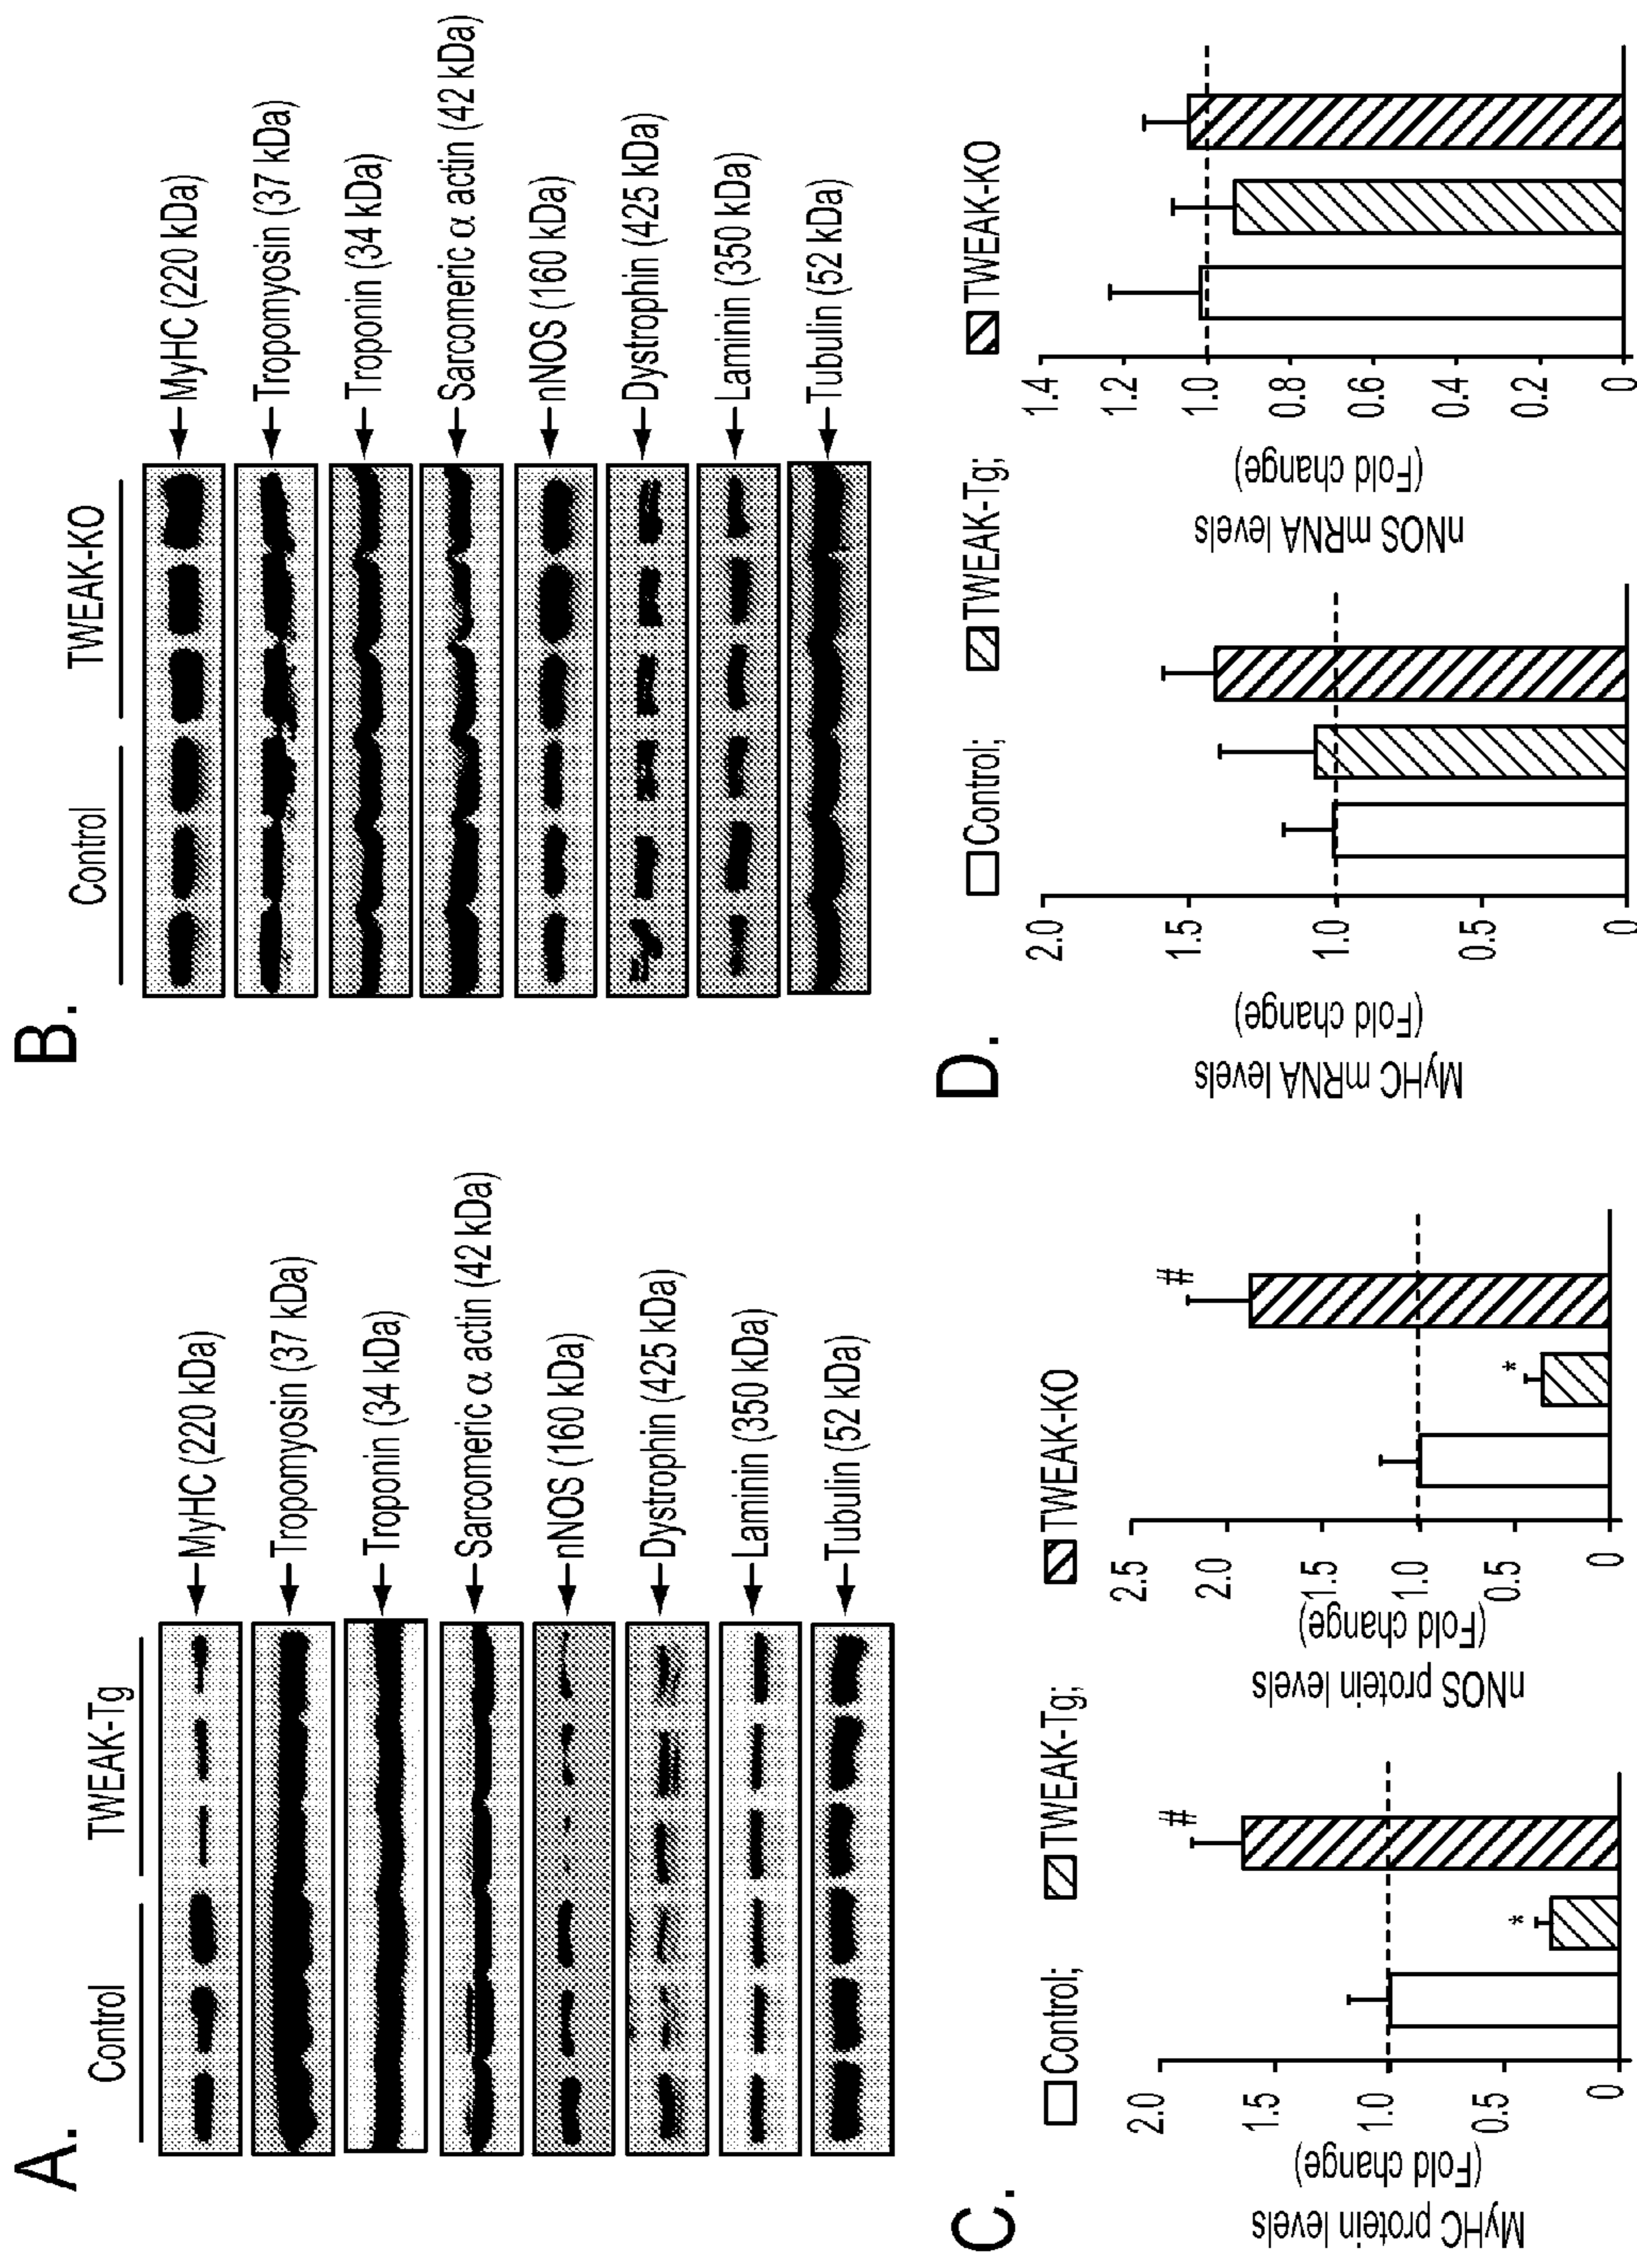 A.
Control
TWEAK-Tg
MyHC (220 kDa)
Tropomyosin (37 kDa)
Troponin (34 kDa)
Sarcomeric α actin (42 kDa)
nNOS (160 kDa)
Dystrophin (425 kDa)
Laminin (350 kDa)
Tubulin (52 kDa)
B.
Control
TWEAK-KO
MyHC (220 kDa)
Tropomyosin (37 kDa)
Troponin (34 kDa)
Sarcomeric α actin (42 kDa)
nNOS (160 kDa)
Dystrophin (425 kDa)
Laminin (350 kDa)
Tubulin (52 kDa)
C.
Control; TWEAK-Tg; TWEAK-KO
MyHC protein levels
(Fold change)
2.0
1.5
1.0
0.5
0
*
#
nNOS protein levels
(Fold change)
2.5
2.0
1.5
1.0
0.5
0
*
#
D.
Control; TWEAK-Tg; TWEAK-KO
MyHC mRNA levels
(Fold change)
2.0
1.5
1.0
0.5
0
nNOS mRNA levels
(Fold change)
1.4
1.2
1.0
0.8
0.6
0.4
0.2
0